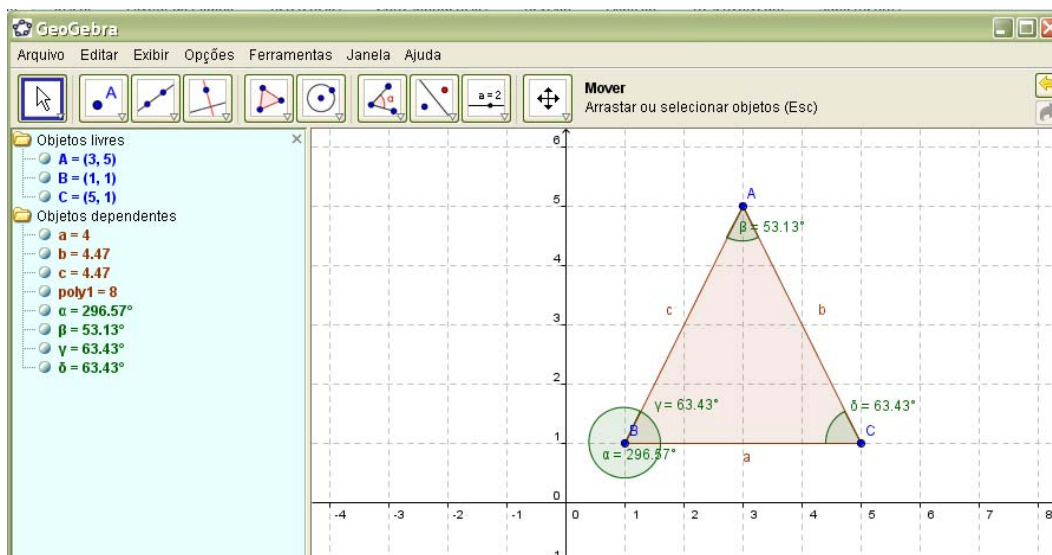 GeoGebra
Arquivo Editar Exibir Opções Ferramentas Janela Ajuda
A
α
a = 2
Mover
Arrastar ou selecionar objetos (Esc)
Objetos livres
A = (3, 5)
B = (1, 1)
C = (5, 1)
Objetos dependentes
a = 4
b = 4.47
c = 4.47
poly1 = 8
α = 296.57°
β = 53.13°
γ = 63.43°
δ = 63.43°
6
A
5
β = 53.13°
4
c b
3
2
γ = 63.43° δ = 63.43°
B C
1
α = 296.57° a
0
-4 -3 -2 -1 0 1 2 3 4 5 6 7 8